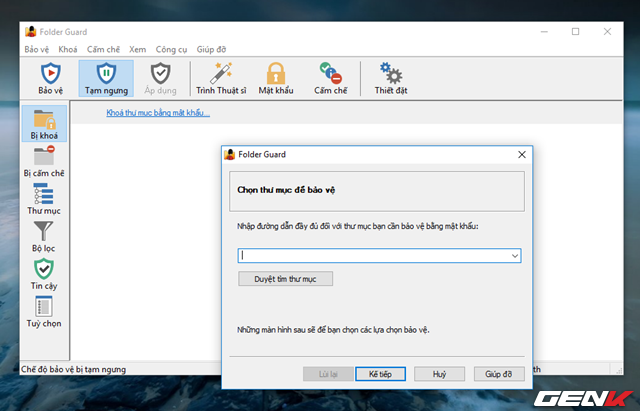 Folder Guard
Bảo vệ Khoá Cấm chế Xem Công cụ Giúp đỡ
Bảo vệ Tạm ngưng Áp dụng Trình Thuật sĩ Mật khẩu Cấm chế Thiết đặt
Bị khoá
Bị cấm chế
Thư mục
Bộ lọc
Tin cậy
Tuỳ chọn
Khoá thư mục bằng mật khẩu...
Folder Guard
Chọn thư mục để bảo vệ
Nhập đường dẫn đầy đủ đối với thư mục bạn cần bảo vệ bằng mật khẩu:
Duyệt tìm thư mục
Những màn hình sau sẽ để bạn chọn các lựa chọn bảo vệ.
Lùi lại Kế tiếp Huỷ Giúp đỡ
Chế độ bảo vệ bị tạm ngưng
GENK